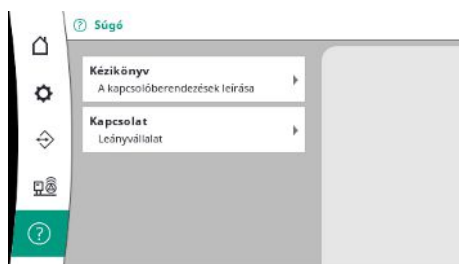 Súgó
Kézikönyv
A kapcsolóberendezések leírása
Kapcsolat
Leányvállalat